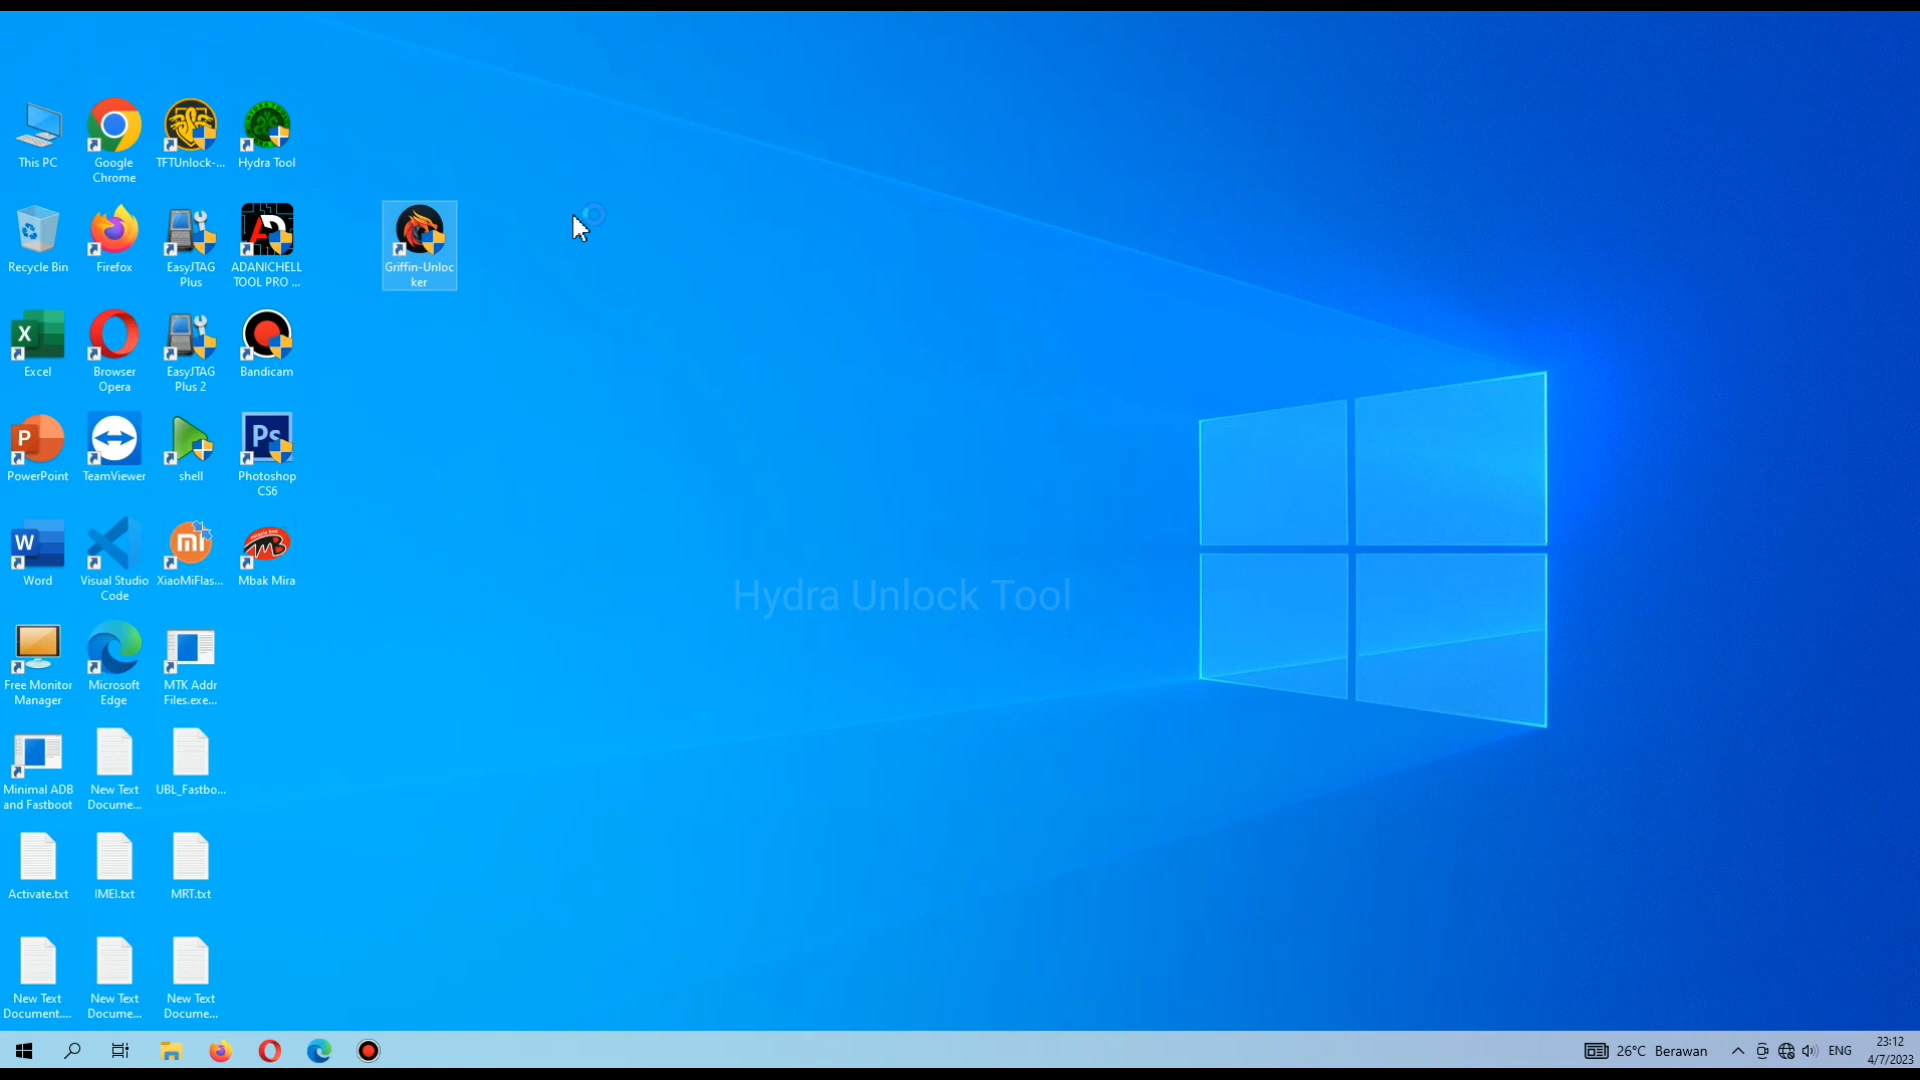 This PC
Google
Chrome
TFTUnlock-...
Hydra Tool
Recycle Bin
Firefox
EasyJTAG
Plus
ADANICHELL
TOOL PRO ...
Griffin-Unloc
ker
Excel
Browser
Opera
EasyJTAG
Plus 2
Bandicam
PowerPoint
TeamViewer
shell
Photoshop
CS6
Word
Visual Studio
Code
XiaoMiFlas...
Mbak Mira
Hydra Unlock Tool
Free Monitor
Manager
Microsoft
Edge
MTK Addr
Files.exe...
Minimal ADB
and Fastboot
New Text
Docume...
UBL_Fastbo...
Activate.txt
IMEI.txt
MRT.txt
New Text
Document....
New Text
Docume...
New Text
Docume...
26°C Berawan
ENG
23:12
4/7/2023